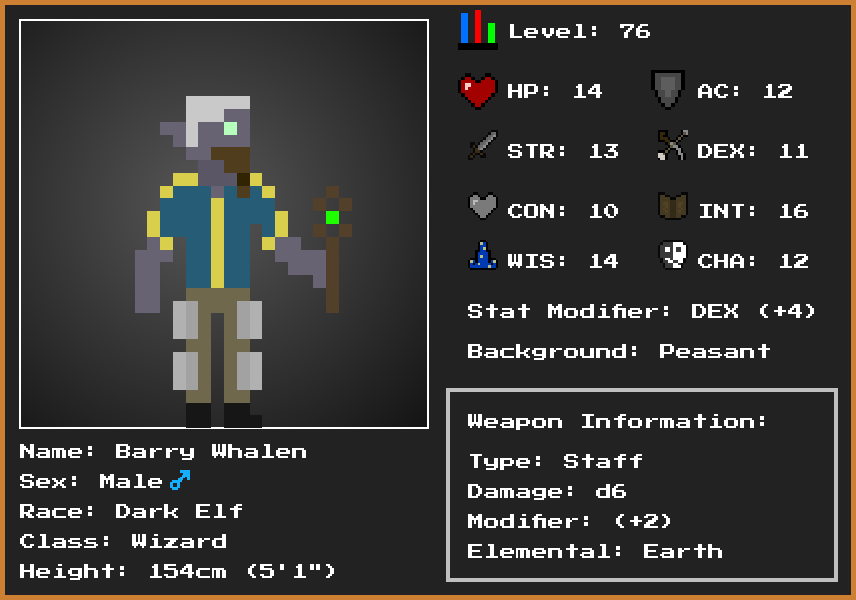 Level: 76
HP: 14 AC: 12
STR: 13 DEX: 11
CON: 10 INT: 16
WIS: 14 CHA: 12
Stat Modifier: DEX (+4)
Background: Peasant
Weapon Information:
Type: Staff
Damage: d6
Modifier: (+2)
Elemental: Earth
Name: Barry Whalen
Sex: Male♂
Race: Dark Elf
Class: Wizard
Height: 154cm (5'1")